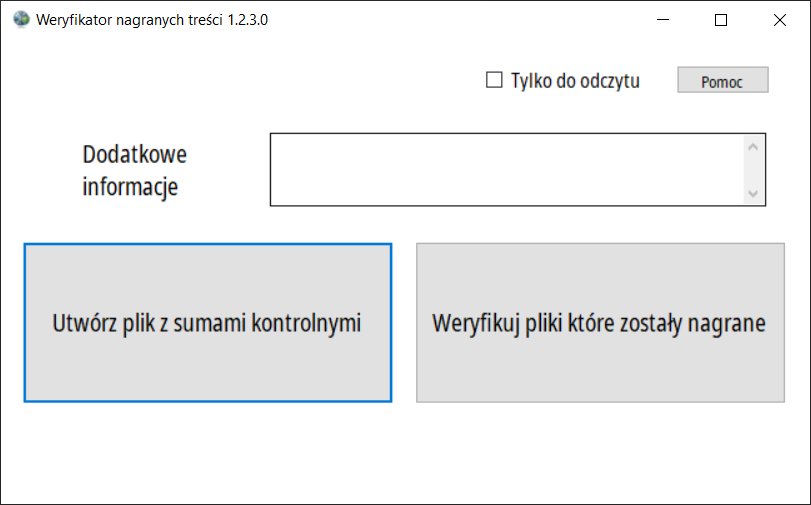 Weryfikator nagranych treści 1.2.3.0
Tylko do odczytu
Pomoc
Dodatkowe
informacje
Utwórz plik z sumami kontrolnymi
Weryfikuj pliki które zostały nagrane